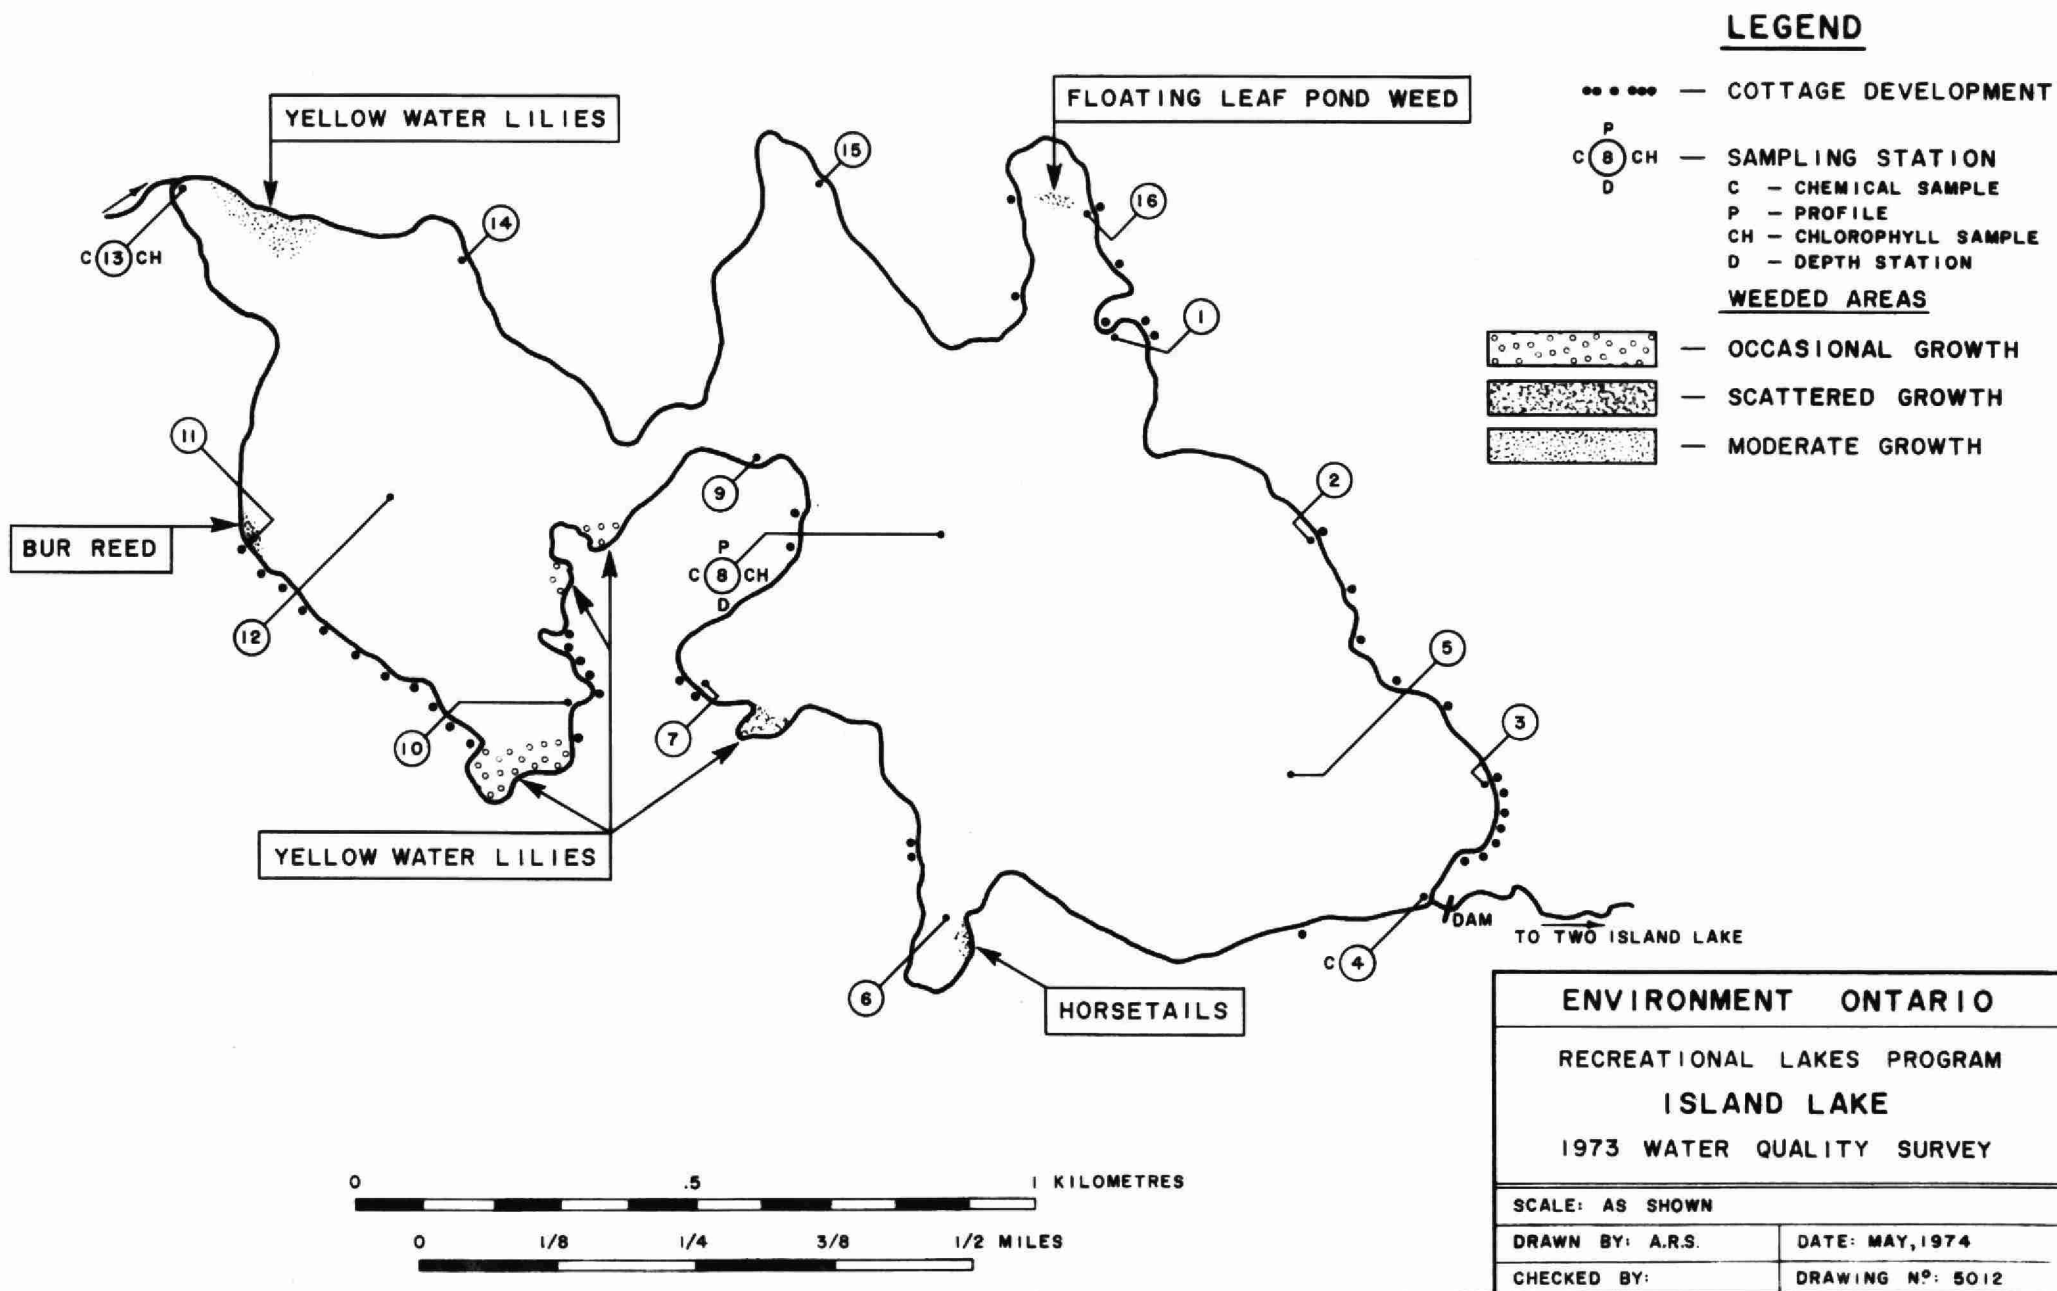 LEGEND
COTTAGE DEVELOPMENT
P
C 8 CH — SAMPLING STATION
D
C — CHEMICAL SAMPLE
P — PROFILE
CH — CHLOROPHYLL SAMPLE
D — DEPTH STATION
WEEDED AREAS
— OCCASIONAL GROWTH
— SCATTERED GROWTH
— MODERATE GROWTH
YELLOW WATER LILIES
FLOATING LEAF POND WEED
15
16
14
C 13 CH
1
11
2
9
BUR REED
P
C 8 CH
D
12
5
3
7
10
YELLOW WATER LILIES
DAM
TO TWO ISLAND LAKE
C 4
6
HORSETAILS
0 .5 1 KILOMETRES
0 1/8 1/4 3/8 1/2 MILES
ENVIRONMENT ONTARIO
RECREATIONAL LAKES PROGRAM
ISLAND LAKE
1973 WATER QUALITY SURVEY
SCALE: AS SHOWN
DRAWN BY: A.R.S.
DATE: MAY, 1974
CHECKED BY:
DRAWING Nº: 5012